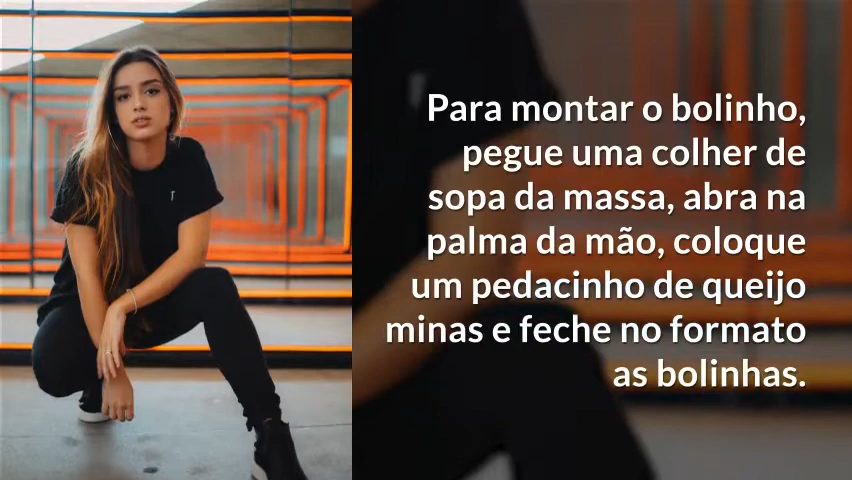 Para montar o bolinho,
pegue uma colher de
sopa da massa, abra na
palma da mão, coloque
um pedacinho de queijo
minas e feche no formato
as bolinhas.